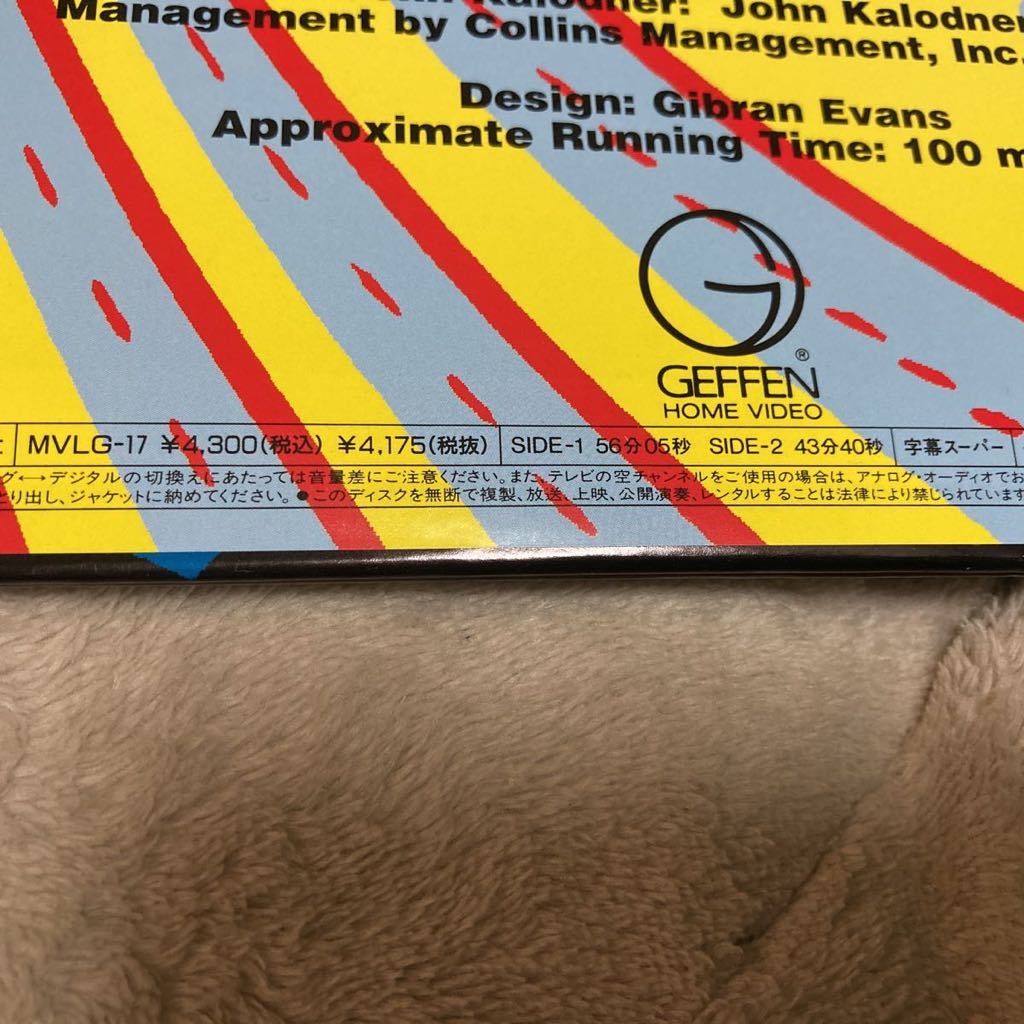 Kalodner: John Kalodner
Management by Collins Management, Inc.
Design: Gibran Evans
Approximate Running Time: 100 m
G
®
GEFFEN
HOME VIDEO
MVLG-17 ¥4,300(税込) ¥4,175(税抜) SIDE-1 56分05秒 SIDE-2 43分40秒 字幕スーパー
グ←→デジタルの切換えにあたっては音量差にご注意ください。また、テレビの空チャンネルをご使用の場合は、アナログ・オーディオでお
とり出し、ジャケットに納めてください。●このディスクを無断で複製、放送、上映、公開演奏、レンタルすることは法律により禁じられています